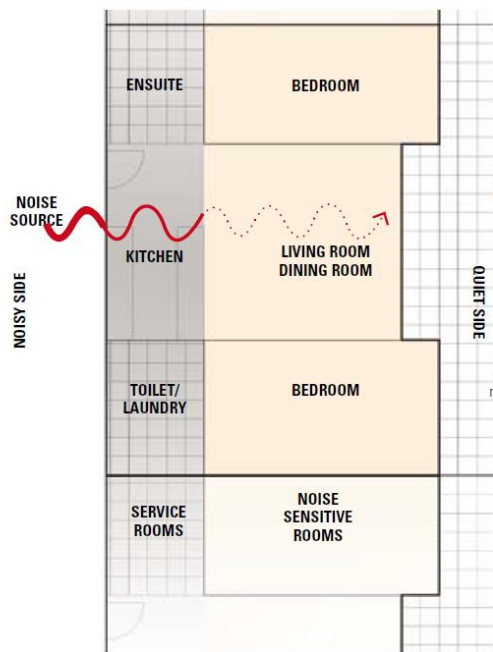 ENSUITE
BEDROOM
NOISE
SOURCE
KITCHEN
LIVING ROOM
DINING ROOM
NOISY SIDE
QUIET SIDE
TOILET/
LAUNDRY
BEDROOM
SERVICE
ROOMS
NOISE
SENSITIVE
ROOMS